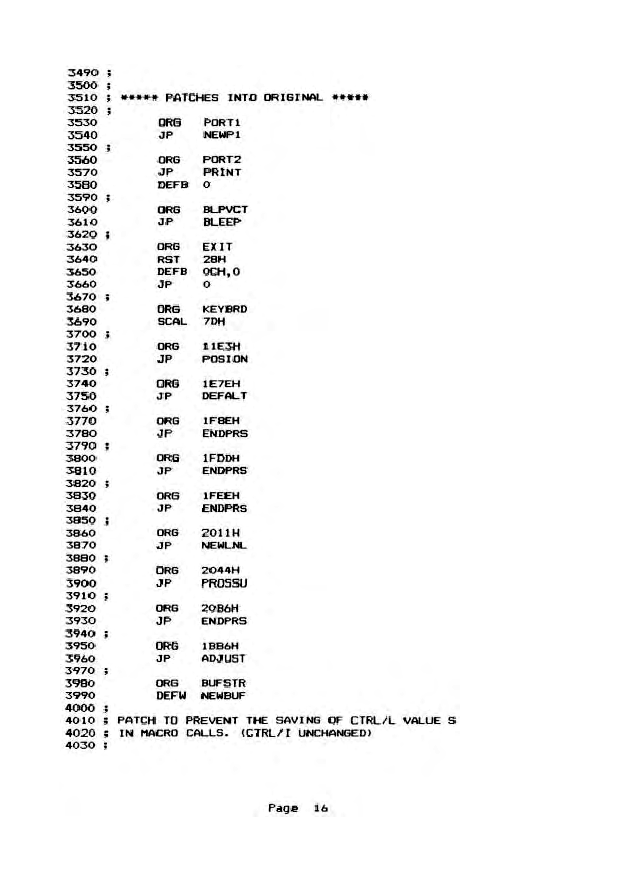 3490 ;
3500 ;
3510 ; ***** PATCHES INTO ORIGINAL *****
3520 ;
3530 ORG PORT1
3540 JP NEWP1
3550 ;
3560 ORG PORT2
3570 JP PRINT
3580 DEFB 0
3590 ;
3600 ORG BLPVCT
3610 JP BLEEP
3620 ;
3630 ORG EXIT
3640 RST 28H
3650 DEFB 0CH,0
3660 JP 0
3670 ;
3680 ORG KEYBRD
3690 SCAL 7DH
3700 ;
3710 ORG 11E3H
3720 JP POSION
3730 ;
3740 ORG 1E7EH
3750 JP DEFALT
3760 ;
3770 ORG 1F8EH
3780 JP ENDPRS
3790 ;
3800 ORG 1FDDH
3810 JP ENDPRS
3820 ;
3830 ORG 1FEEH
3840 JP ENDPRS
3850 ;
3860 ORG 2011H
3870 JP NEWLNL
3880 ;
3890 ORG 2044H
3900 JP PROSSU
3910 ;
3920 ORG 20B6H
3930 JP ENDPRS
3940 ;
3950 ORG 1BB6H
3960 JP ADJUST
3970 ;
3980 ORG BUFSTR
3990 DEFW NEWBUF
4000 ;
4010 ; PATCH TO PREVENT THE SAVING OF CTRL/L VALUE S
4020 ; IN MACRO CALLS. (CTRL/I UNCHANGED)
4030 ;
Page 16